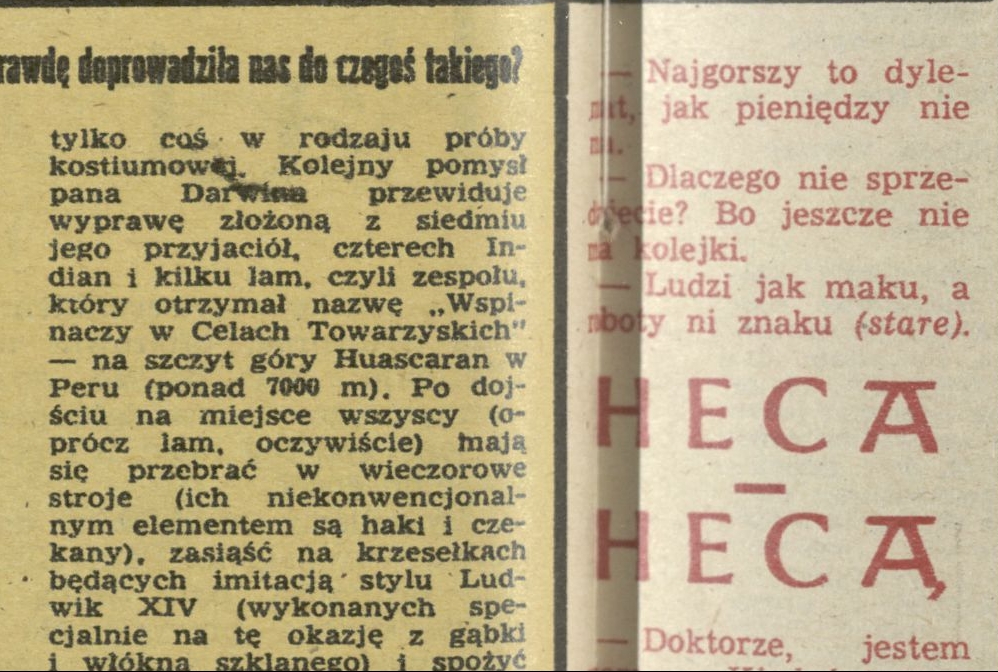 doprowadziła nas do czegoś takiego?
tylko coś w rodzaju próby
kostiumowej. Kolejny pomysł
pana Darwina przewiduje
wyprawę złożoną z siedmiu
jego przyjaciół, czterech In-
dian i kilku lam, czyli zespołu,
który otrzymał nazwę „Wspi-
naczy w Celach Towarzyskich"
— na szczyt góry Huascaran w
Peru (ponad 7000 m). Po doj-
ściu na miejsce wszyscy (o-
prócz lam, oczywiście) mają
się przebrać w wieczorowe
stroje (ich niekonwencjonal-
nym elementem są haki i cze-
kany), zasiąść na krzesełkach
będących imitacją stylu Lud-
wik XIV (wykonanych spe-
cjalnie na tę okazję z gąbki
i włókna szklanego) i spożyć
— Najgorszy to dyle-
mat, jak pieniędzy nie
ma.
— Dlaczego nie sprze-
dajecie? Bo jeszcze nie
ma kolejki.
— Ludzi jak maku, a
roboty ni znaku (stare).
HECA
—
HECĄ
— Doktorze, jestem